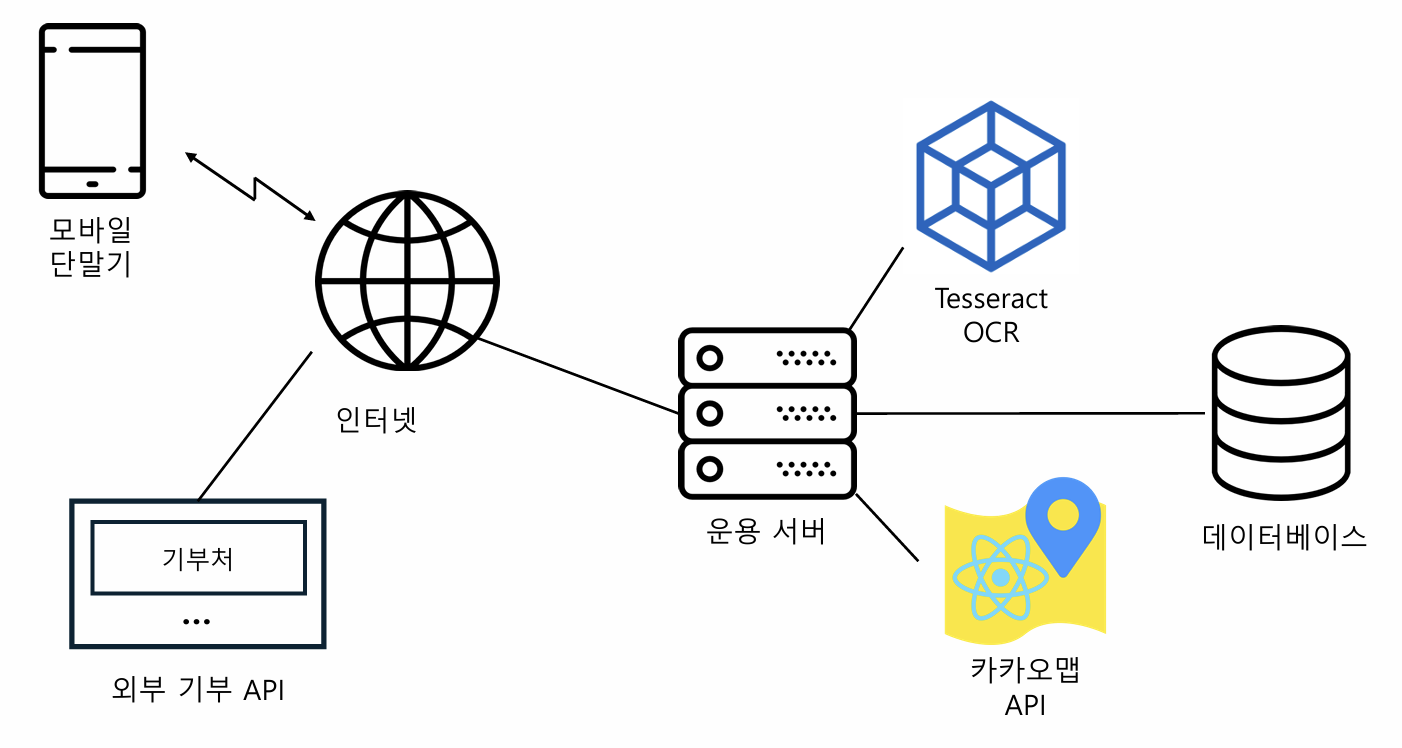 모바일
단말기
인터넷
Tesseract
OCR
운용 서버
데이터베이스
기부처
...
외부 기부 API
카카오맵
API